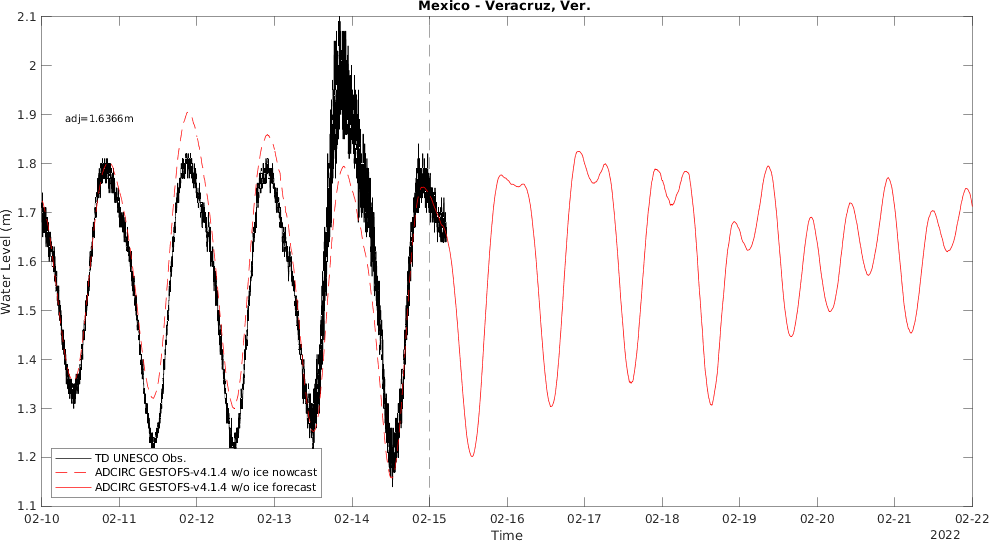 Mexico - Veracruz, Ver.
2.1
2
1.9
1.8
1.7
1.6
1.5
1.4
1.3
1.2
1.1
Water Level (m)
adj=1.6366m
TD UNESCO Obs.
ADCIRC GESTOFS-v4.1.4 w/o ice nowcast
ADCIRC GESTOFS-v4.1.4 w/o ice forecast
02-10 02-11 02-12 02-13 02-14 02-15 02-16 02-17 02-18 02-19 02-20 02-21 02-22
Time
2022